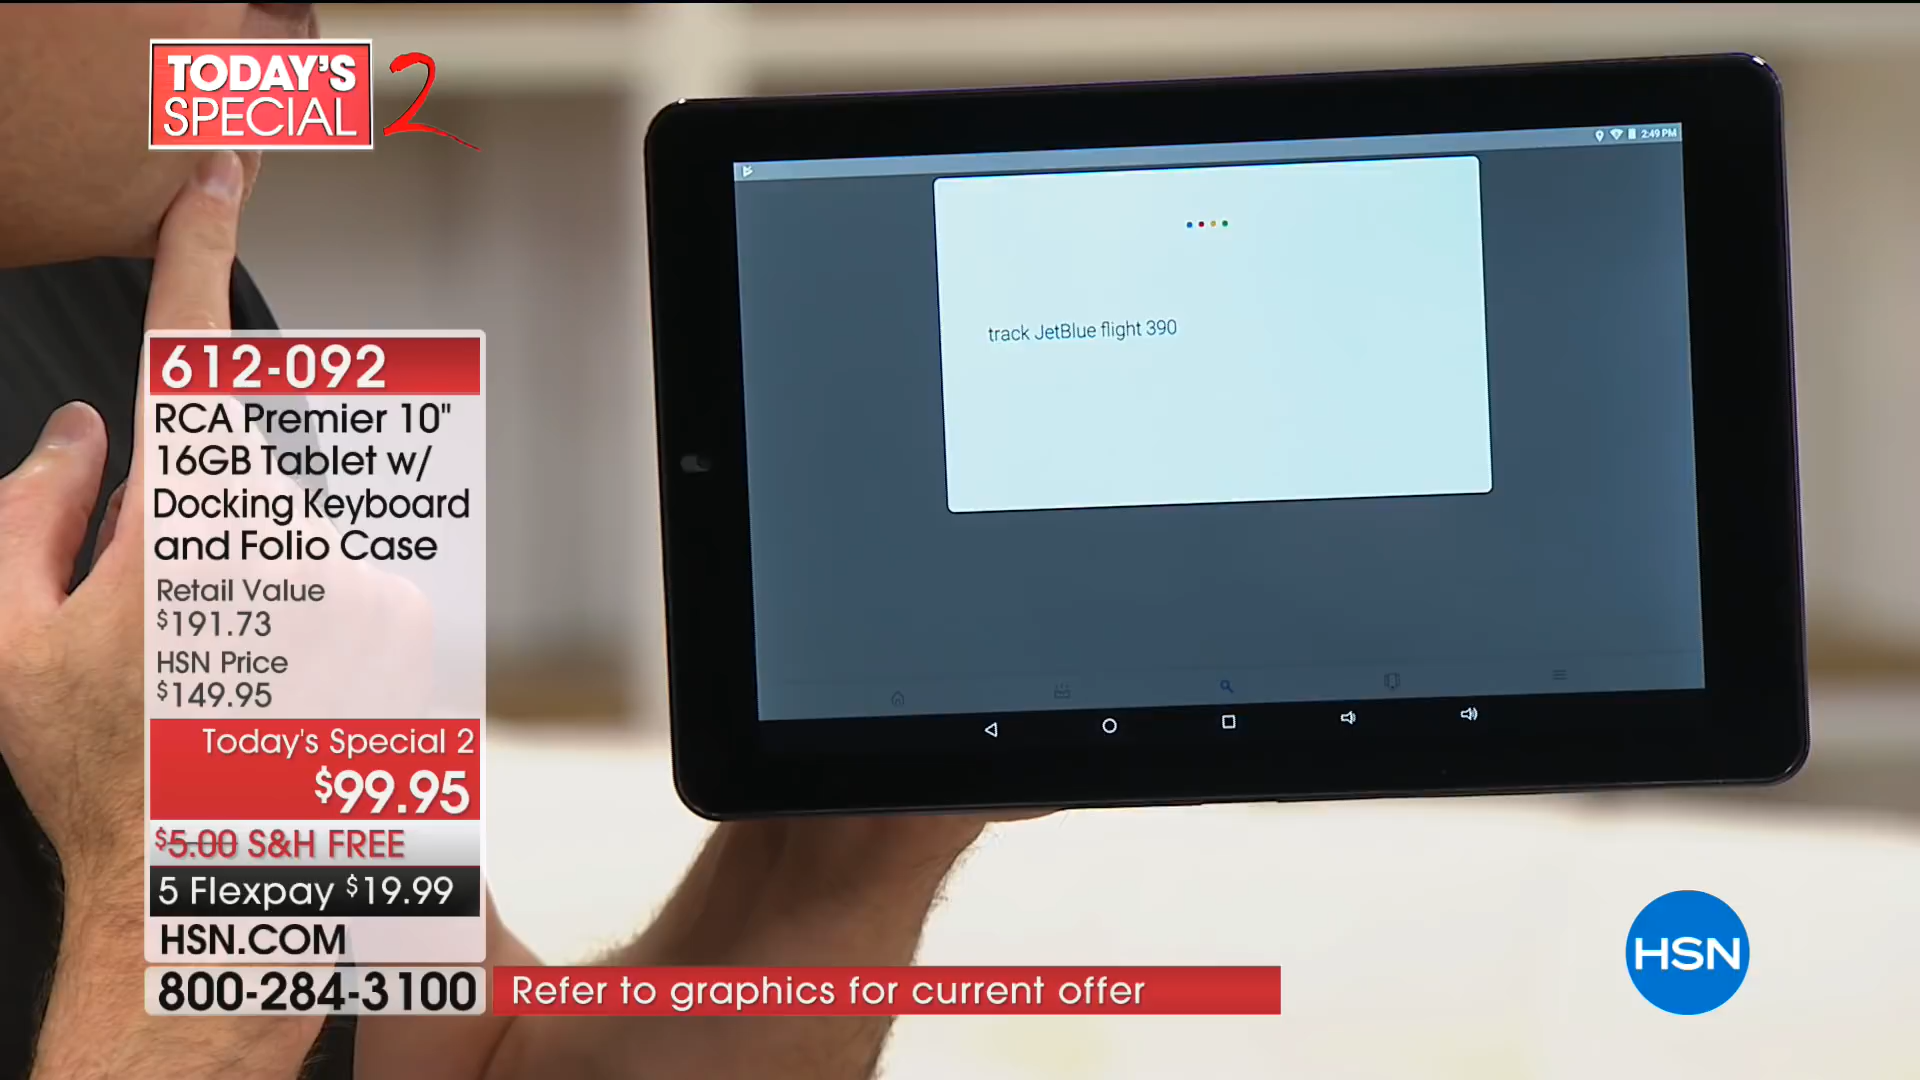 TODAY'S
SPECIAL 2
612-092
RCA Premier 10"
16GB Tablet w/
Docking Keyboard
and Folio Case
Retail Value
$191.73
HSN Price
$149.95
Today's Special 2
$99.95
$5.00 S&H FREE
5 Flexpay $19.99
HSN.COM
800-284-3100
Refer to graphics for current offer
2:49 PM
track JetBlue flight 390
HSN